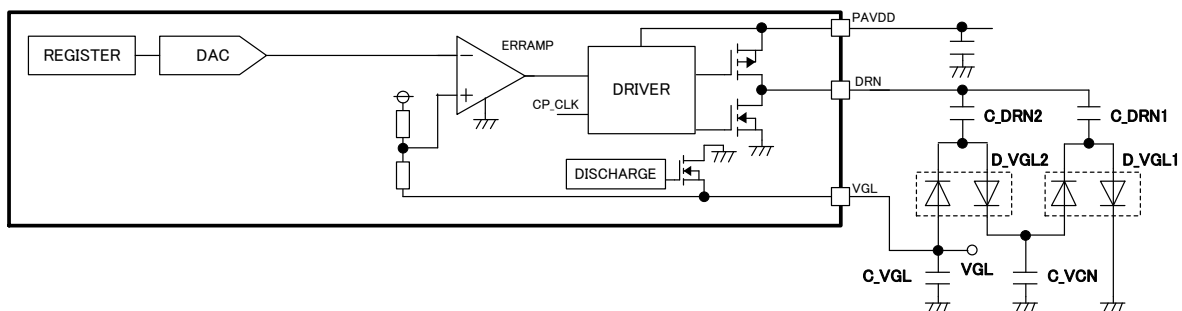 PAVDD
REGISTER
DAC
ERRAMP
DRIVER
DRN
CP_CLK
C_DRN2
C_DRN1
DISCHARGE
D_VGL2
D_VGL1
VGL
C_VGL
VGL
C_VCN